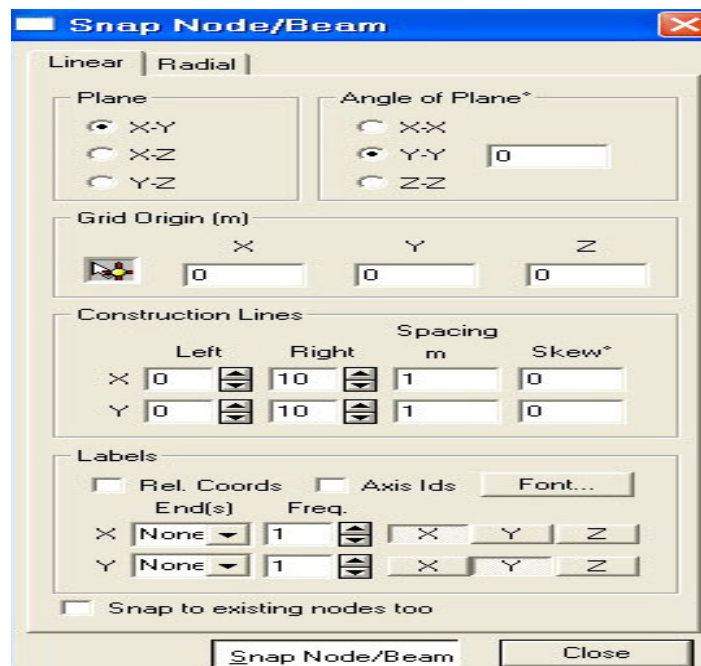 Snap Node/Beam
Linear Radial
Plane Angle of Plane°
X-Y X-X
X-Z Y-Y 0
Y-Z Z-Z
Grid Origin (m)
X Y Z
0 0 0
Construction Lines
Spacing
Left Right m Skew°
X 0 10 1 0
Y 0 10 1 0
Labels
Rel. Coords Axis Ids Font...
End(s) Freq.
X None 1 X Y Z
Y None 1 X Y Z
Snap to existing nodes too
Snap Node/Beam Close